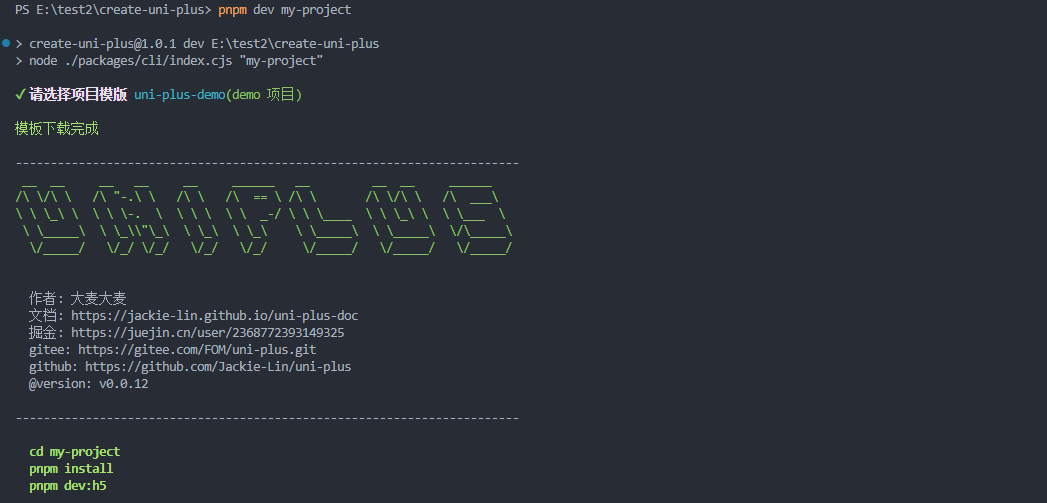 PS E:\test2\create-uni-plus> pnpm dev my-project
> create-uni-plus@1.0.1 dev E:\test2\create-uni-plus
> node ./packages/cli/index.cjs "my-project"
✔ 请选择项目模版 uni-plus-demo(demo 项目)
模板下载完成
------------------------------------------------------------------------
UNIPLUS
作者: 大麦大麦
文档: https://jackie-lin.github.io/uni-plus-doc
掘金: https://juejin.cn/user/2368772393149325
gitee: https://gitee.com/FOM/uni-plus.git
github: https://github.com/Jackie-Lin/uni-plus
@version: v0.0.12
------------------------------------------------------------------------
cd my-project
pnpm install
pnpm dev:h5